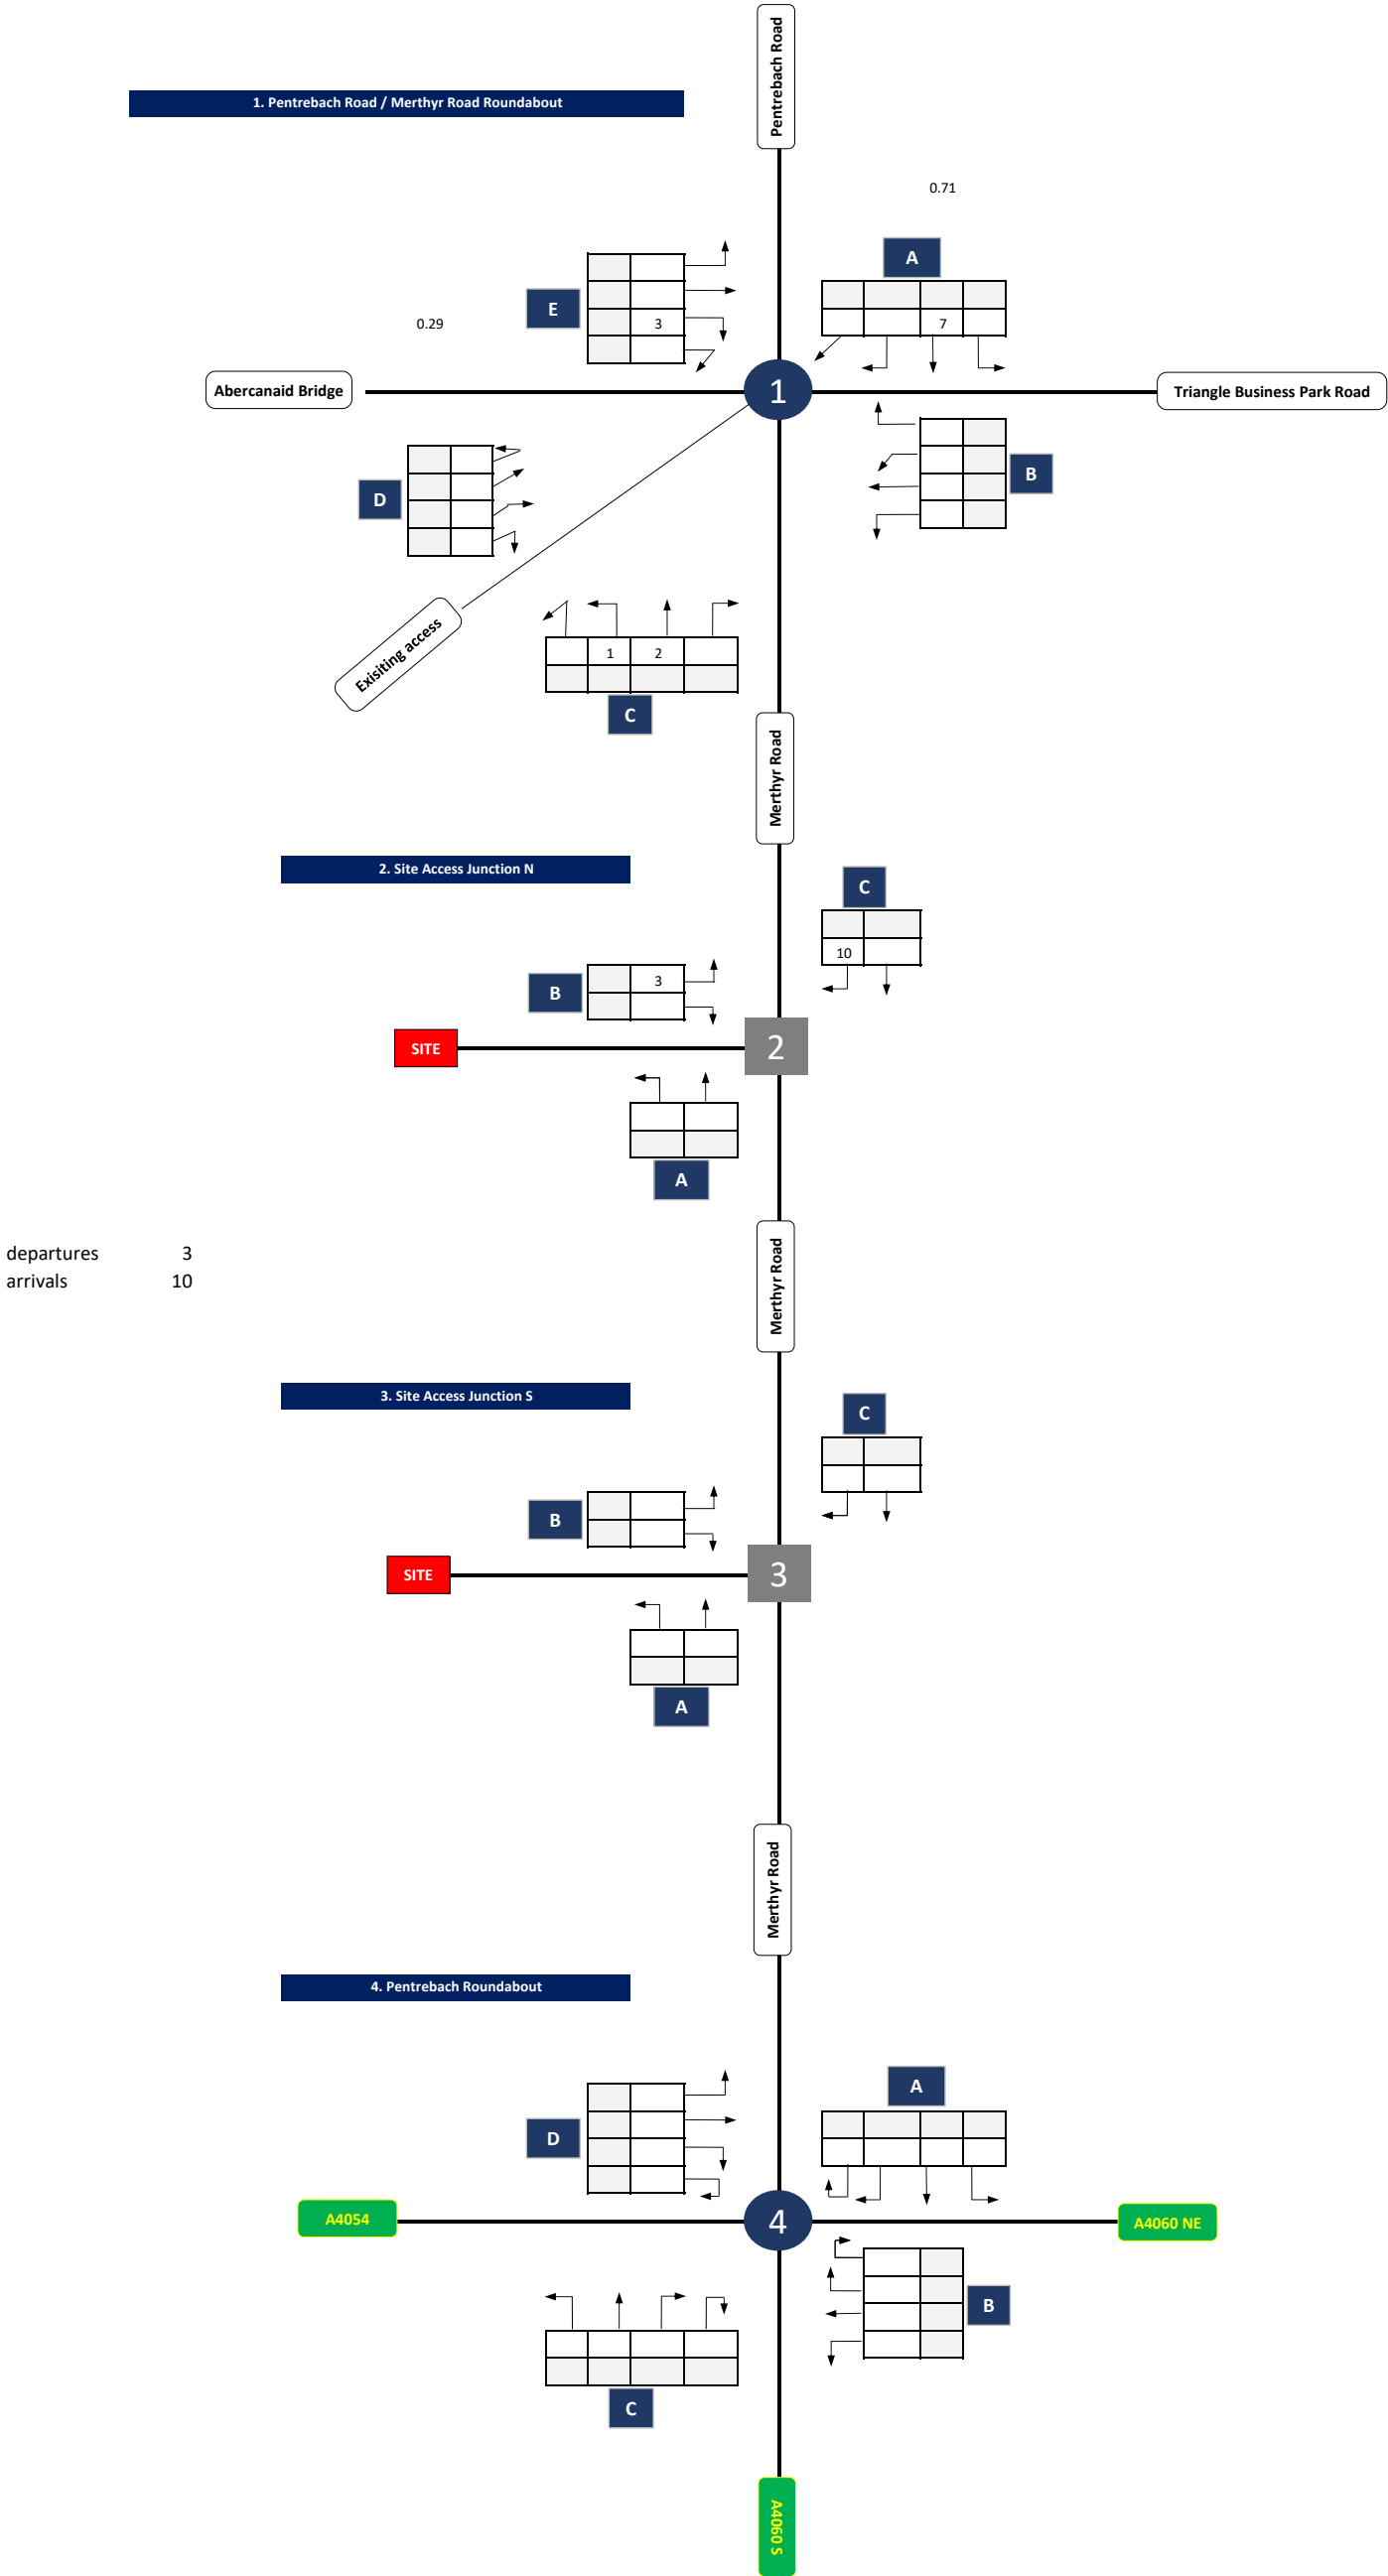 Pentrebach Road
1. Pentrebach Road / Merthyr Road Roundabout
0.71
A
E
3
7
0.29
Abercanaid Bridge
1
Triangle Business Park Road
D
B
Exisiting access
1 2
C
Merthyr Road
2. Site Access Junction N
C
10
B
3
SITE
2
A
departures 3
arrivals 10
Merthyr Road
3. Site Access Junction S
C
B
SITE
3
A
Merthyr Road
4. Pentrebach Roundabout
A
D
A4054
4
A4060 NE
B
C
A4060 S